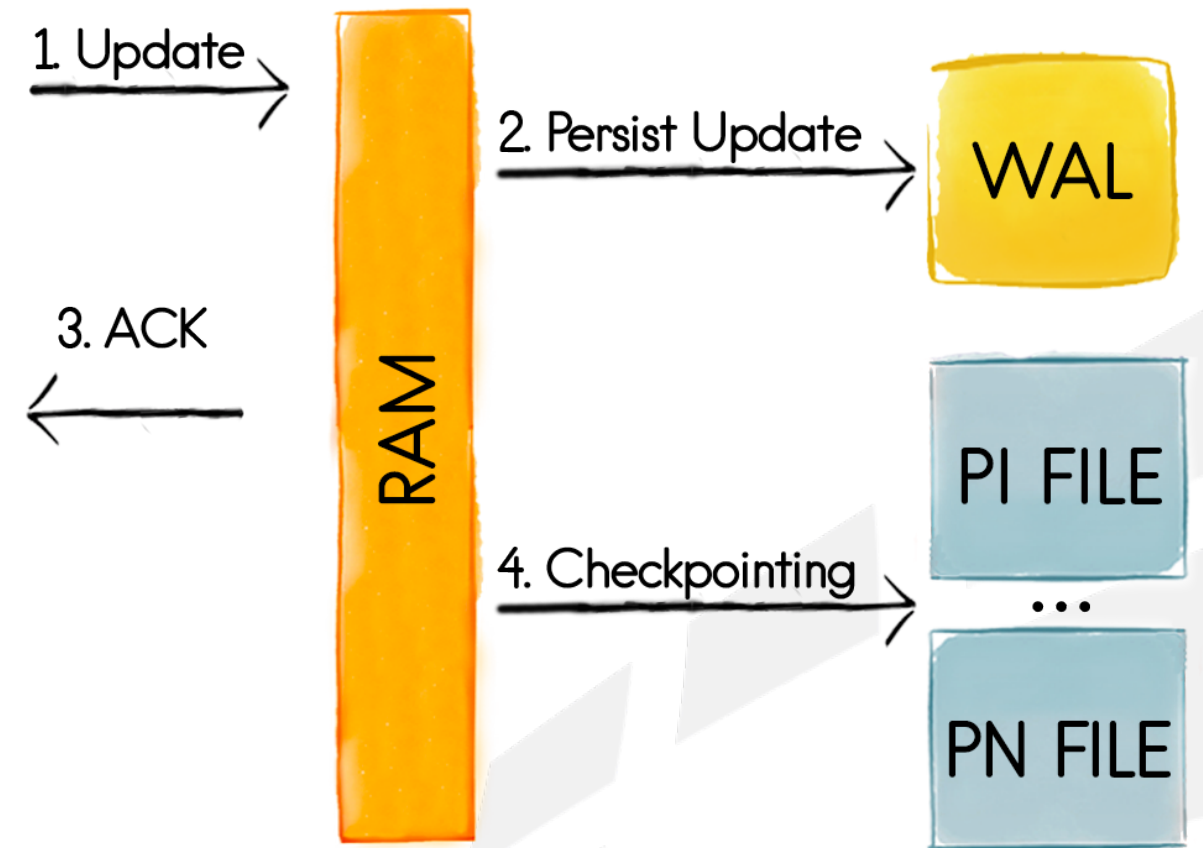 1. Update
2. Persist Update
WAL
3. ACK
RAM
PI FILE
4. Checkpointing
...
PN FILE